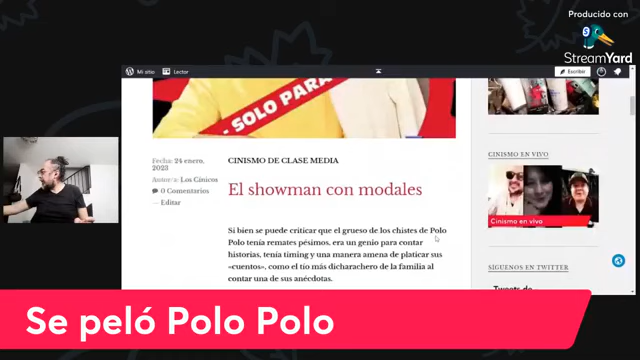 Producido con
StreamYard
Mi sitio
Lector
Escribir
SOLO PARA
Fecha: 24 enero, 2023
Autor/a: Los Cínicos
0 Comentarios
— Editar
CINISMO DE CLASE MEDIA
El showman con modales
Si bien se puede criticar que el grueso de los chistes de Polo
Polo tenía remates pésimos, era un genio para contar
historias, tenía timing y una manera amena de platicar sus
«cuentos», como el tío más dicharachero de la familia al
contar una de sus anécdotas.
CINISMO EN VIVO
Cinismo en vivo
SÍGUENOS EN TWITTER
Tweets de
Se peló Polo Polo